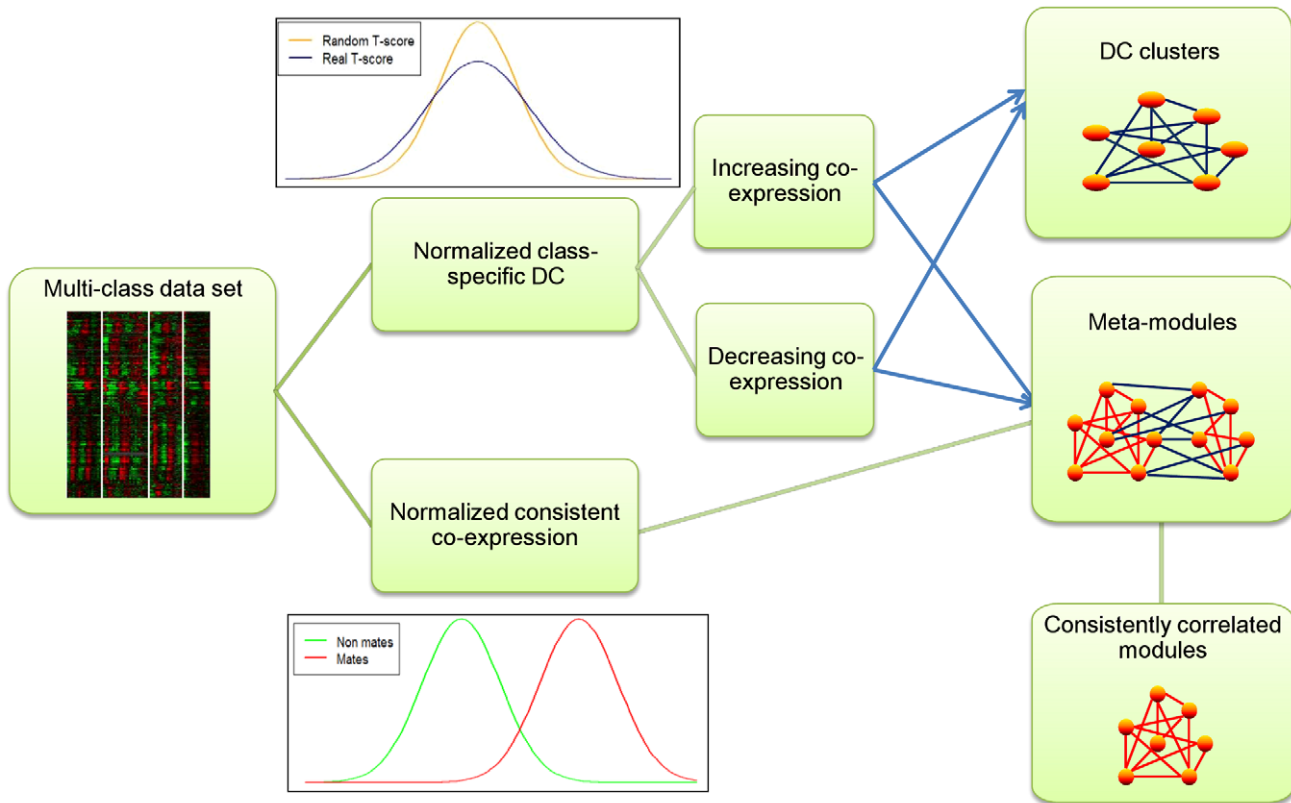 Random T-score
Real T-score
DC clusters
Increasing co-
expression
Normalized class-
specific DC
Multi-class data set
Meta-modules
Decreasing co-
expression
Normalized consistent
co-expression
Non mates
Mates
Consistently correlated
modules